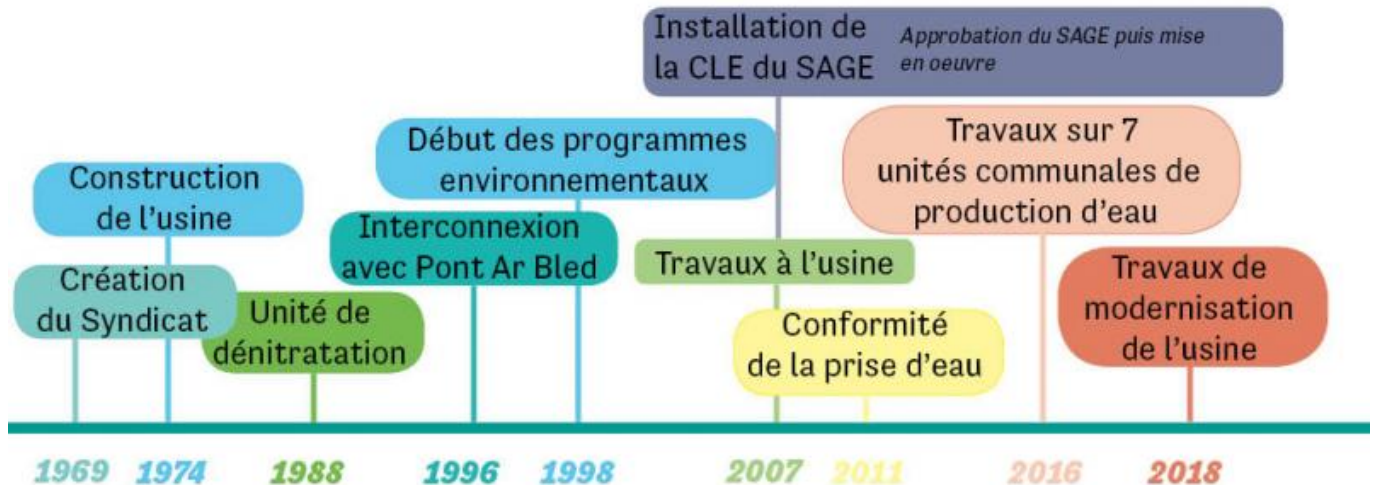 Installation de
la CLE du SAGE
Approbation du SAGE puis mise
en oeuvre
Début des programmes
environnementaux
Travaux sur 7
unités communales de
production d'eau
Construction
de l'usine
Interconnexion
avec Pont Ar Bled
Travaux à l'usine
Travaux de
modernisation
de l'usine
Création
du Syndicat
Unité de
dénitratation
Conformité
de la prise d'eau
1969 1974 1988 1996 1998 2007 2011 2016 2018